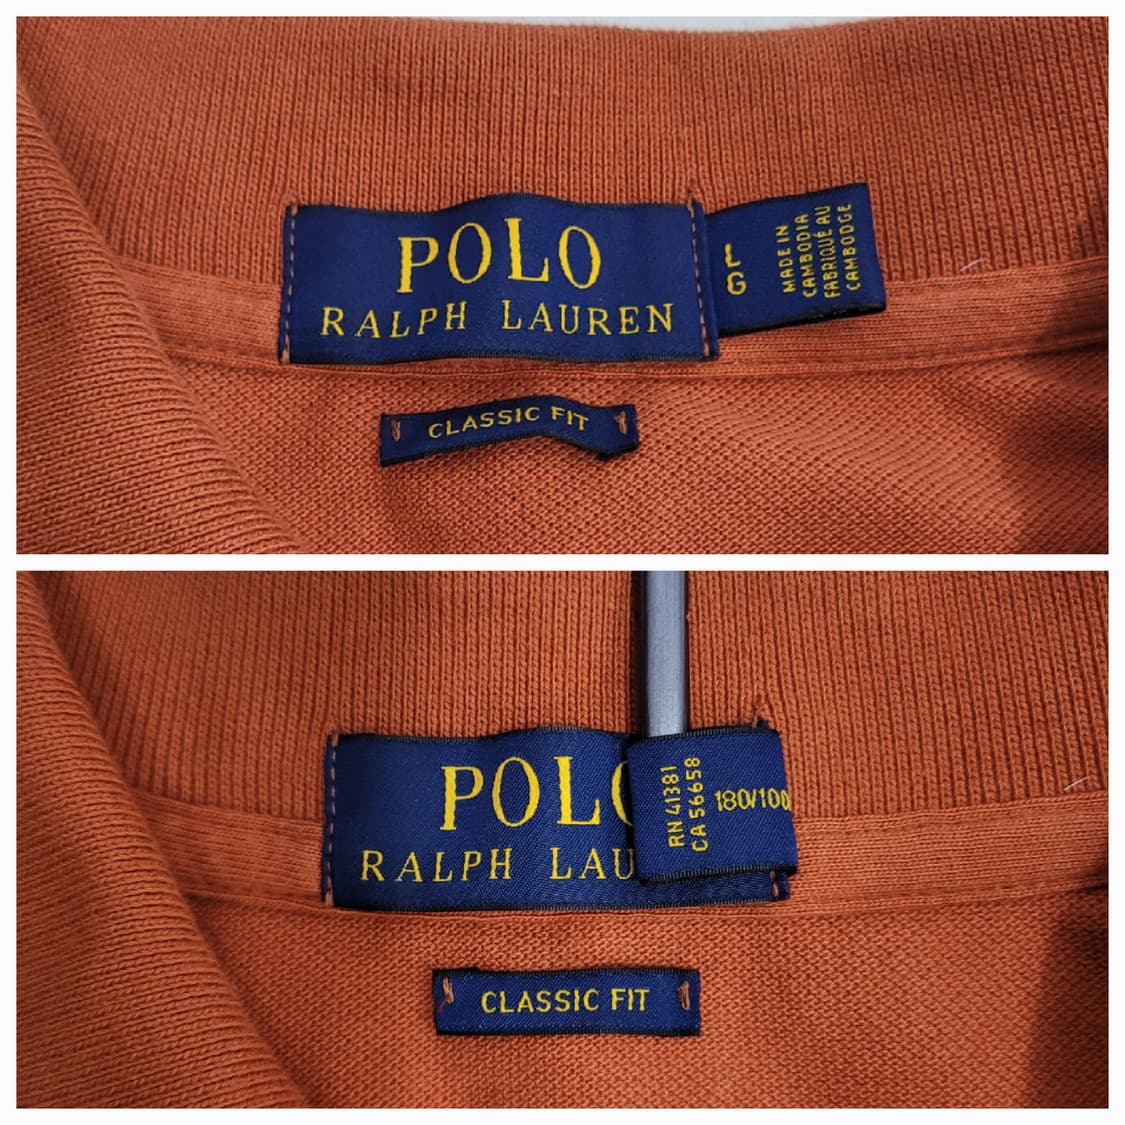 POLO
RALPH LAUREN
L
G
MADE IN
CAMBODIA
FABRIQUÉ AU
CAMBODGE
CLASSIC FIT
POLO
RALPH LAU
RN 41381
CA 56658
180/100
CLASSIC FIT